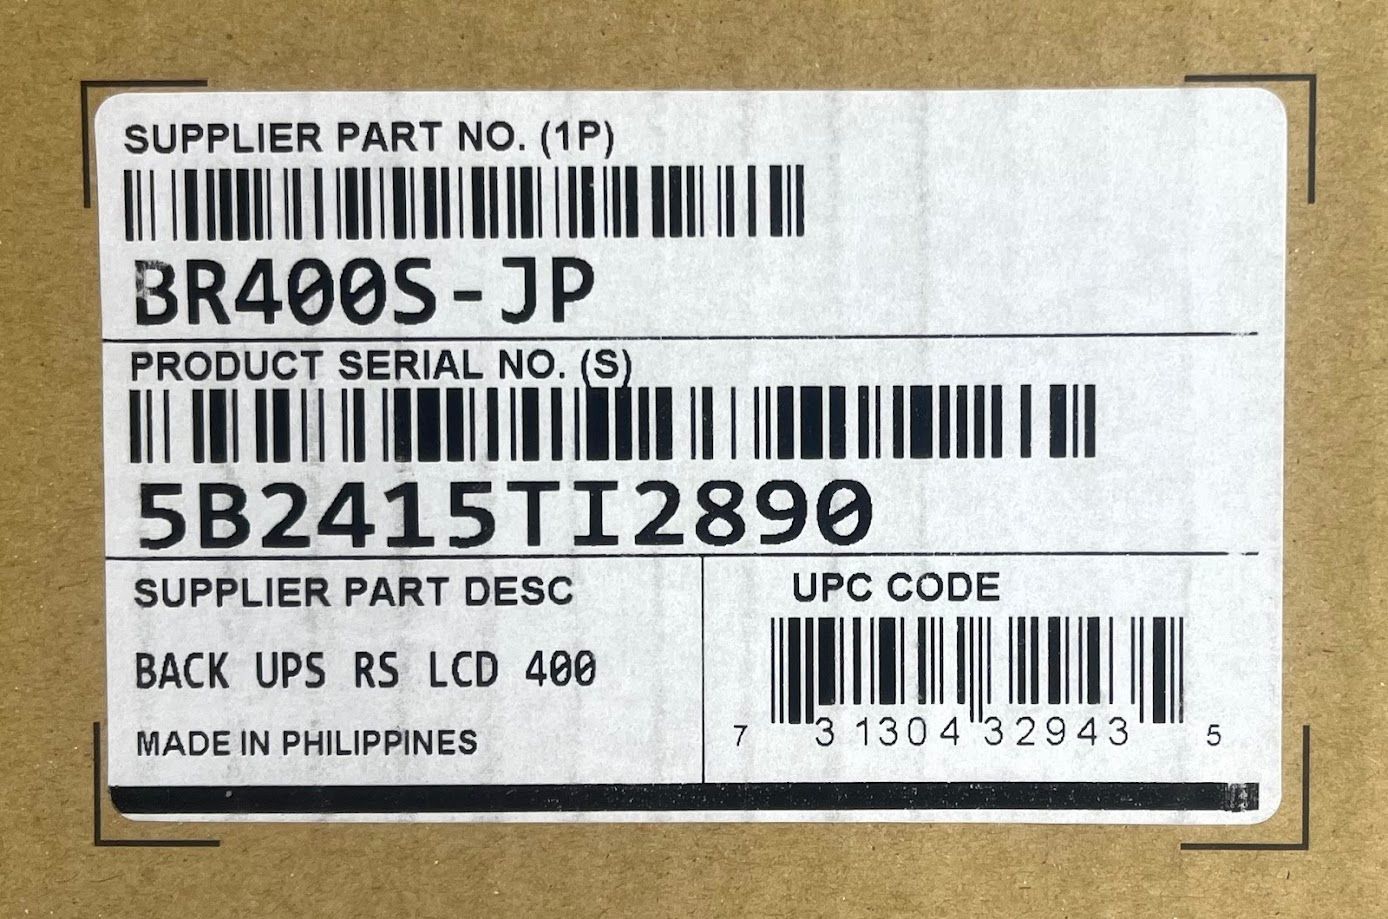 SUPPLIER PART NO. (1P)
BR400S-JP
PRODUCT SERIAL NO. (S)
5B2415TI2890
SUPPLIER PART DESC
BACK UPS RS LCD 400
MADE IN PHILIPPINES
UPC CODE
7 31304 32943 5